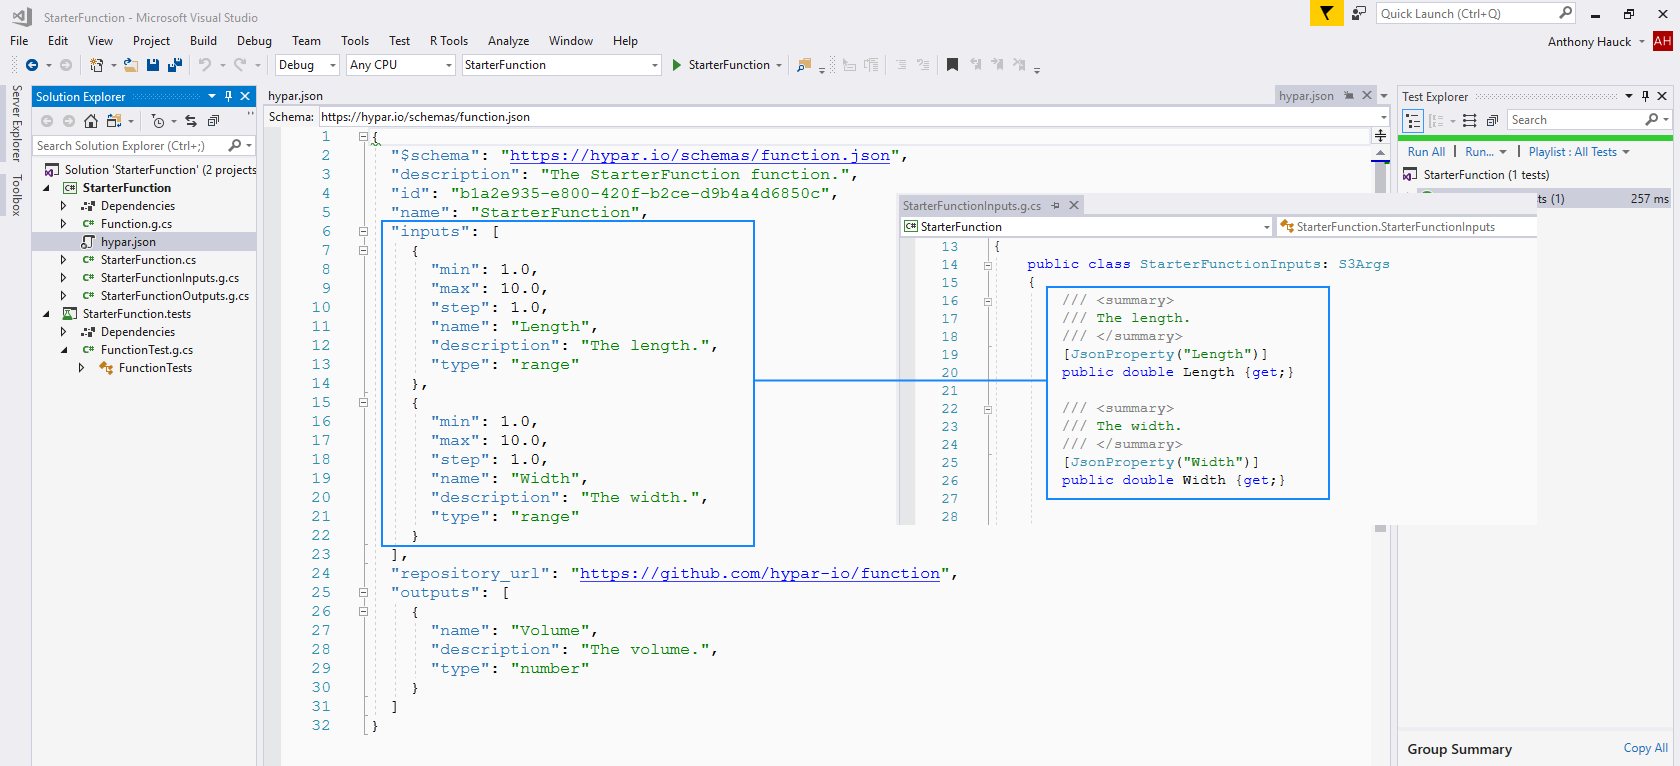 StarterFunction - Microsoft Visual Studio
Quick Launch (Ctrl+Q)
File Edit View Project Build Debug Team Tools Test R Tools Analyze Window Help
Anthony Hauck AH
Debug Any CPU StarterFunction StarterFunction
Server Explorer
Toolbox
Solution Explorer
Search Solution Explorer (Ctrl+;)
Solution 'StarterFunction' (2 projects
C# StarterFunction
Dependencies
C# Function.g.cs
hypar.json
C# StarterFunction.cs
C# StarterFunctionInputs.g.cs
C# StarterFunctionOutputs.g.cs
StarterFunction.tests
Dependencies
C# FunctionTest.g.cs
FunctionTests
hypar.json
hypar.json
Schema: https://hypar.io/schemas/function.json
1 {
2 "$schema": "https://hypar.io/schemas/function.json",
3 "description": "The StarterFunction function.",
4 "id": "b1a2e935-e800-420f-b2ce-d9b4a4d6850c",
5 "name": "StarterFunction",
6 "inputs": [
7 {
8 "min": 1.0,
9 "max": 10.0,
10 "step": 1.0,
11 "name": "Length",
12 "description": "The length.",
13 "type": "range"
14 },
15 {
16 "min": 1.0,
17 "max": 10.0,
18 "step": 1.0,
19 "name": "Width",
20 "description": "The width.",
21 "type": "range"
22 }
23 ],
24 "repository_url": "https://github.com/hypar-io/function",
25 "outputs": [
26 {
27 "name": "Volume",
28 "description": "The volume.",
29 "type": "number"
30 }
31 ]
32 }
StarterFunctionInputs.g.cs
C# StarterFunction StarterFunction.StarterFunctionInputs
13 {
14 public class StarterFunctionInputs: S3Args
15 {
16 /// <summary>
17 /// The length.
18 /// </summary>
19 [JsonProperty("Length")]
20 public double Length {get;}
21
22 /// <summary>
23 /// The width.
24 /// </summary>
25 [JsonProperty("Width")]
26 public double Width {get;}
27
28
Test Explorer
Search
Run All Run... Playlist : All Tests
StarterFunction (1 tests)
ts (1) 257 ms
Group Summary Copy All